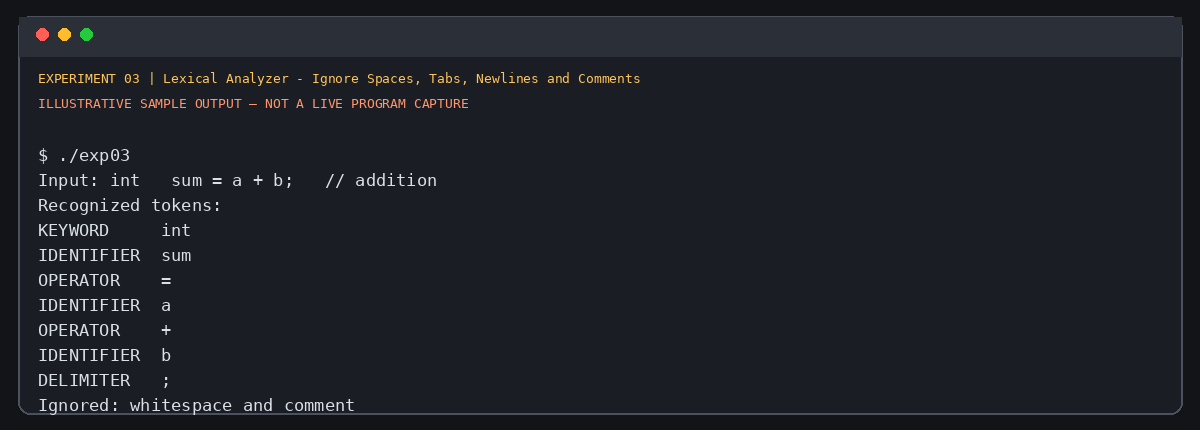 EXPERIMENT 03 | Lexical Analyzer - Ignore Spaces, Tabs, Newlines and Comments
ILLUSTRATIVE SAMPLE OUTPUT — NOT A LIVE PROGRAM CAPTURE
$ ./exp03
Input: int   sum = a + b;   // addition
Recognized tokens:
KEYWORD     int
IDENTIFIER  sum
OPERATOR    =
IDENTIFIER  a
OPERATOR    +
IDENTIFIER  b
DELIMITER   ;
Ignored: whitespace and comment